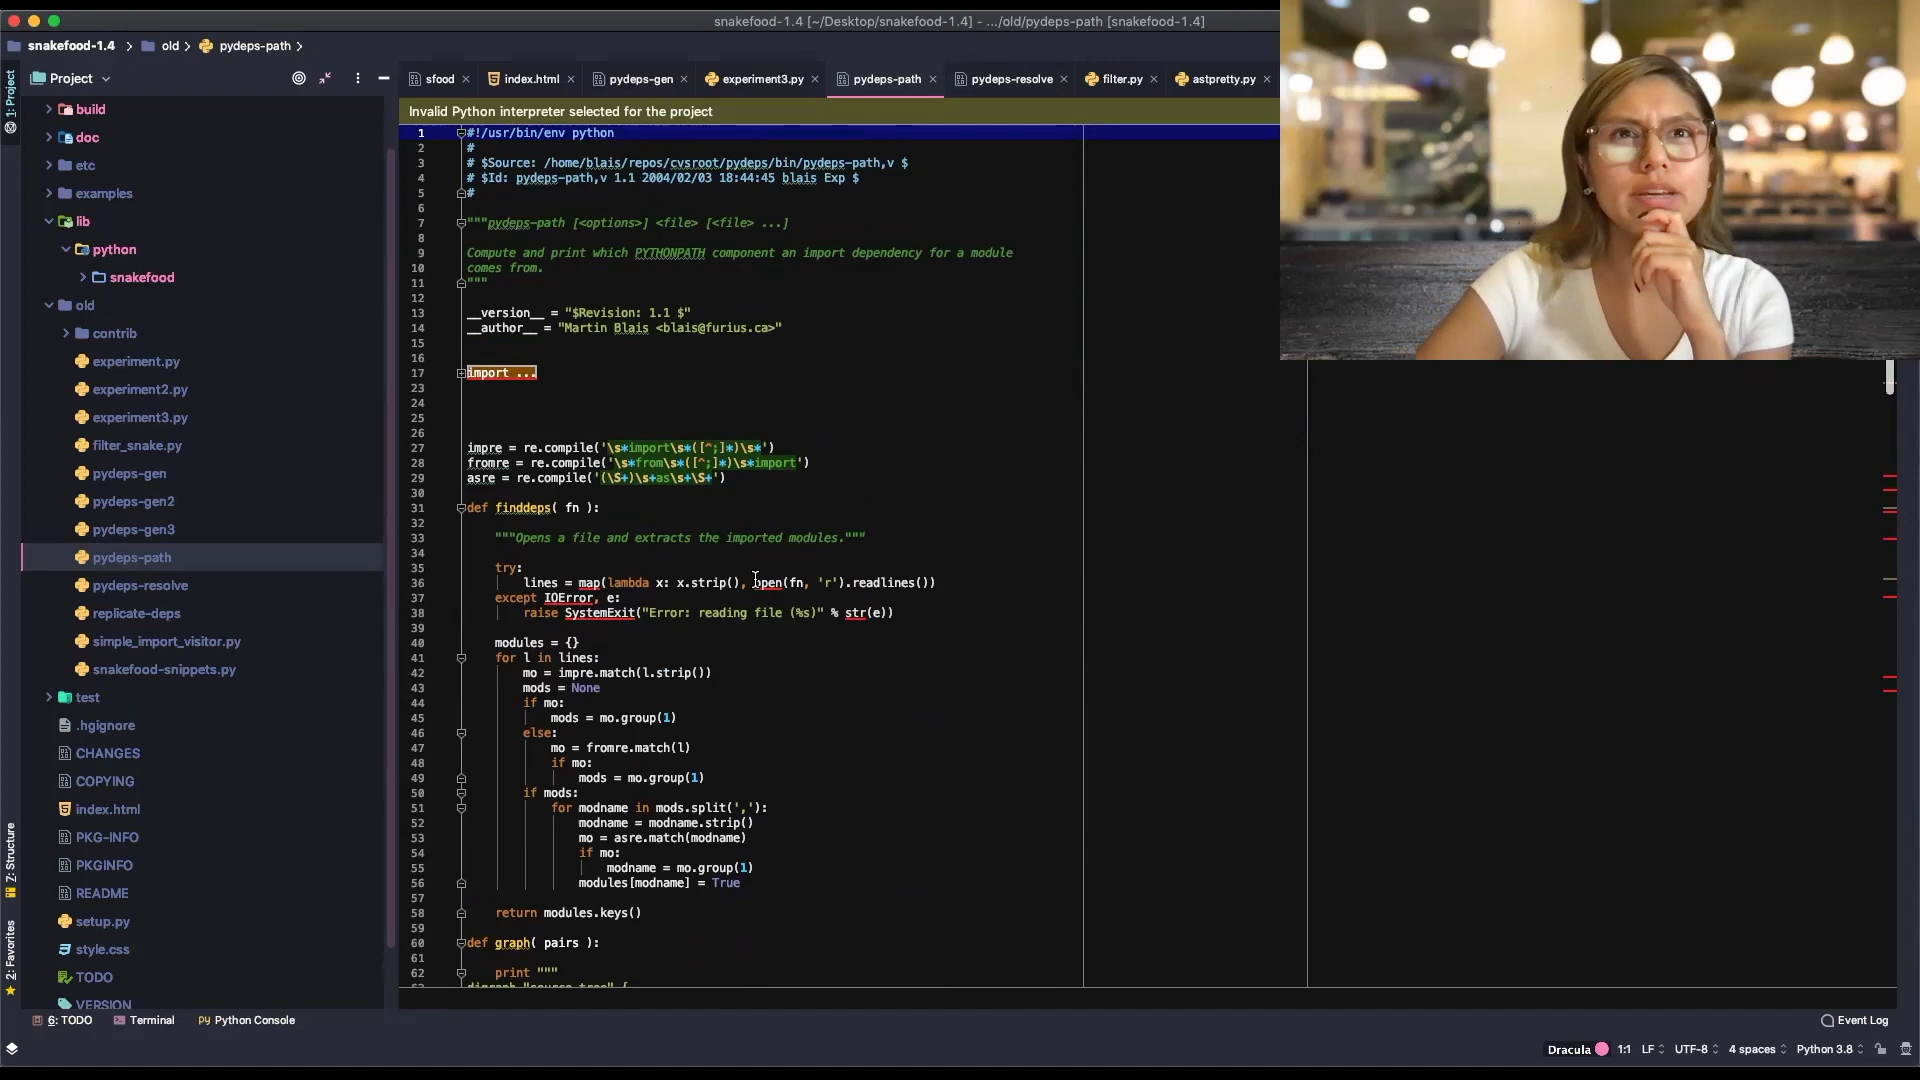 snakefood-1.4 [~/Desktop/snakefood-1.4] - .../old/pydeps-path [snakefood-1.4]
snakefood-1.4 > old > pydeps-path >
1: Project
Project
build
doc
etc
examples
lib
python
snakefood
old
contrib
experiment.py
experiment2.py
experiment3.py
filter_snake.py
pydeps-gen
pydeps-gen2
pydeps-gen3
pydeps-path
pydeps-resolve
replicate-deps
simple_import_visitor.py
snakefood-snippets.py
test
.hgignore
CHANGES
COPYING
index.html
PKG-INFO
PKGINFO
README
setup.py
style.css
TODO
VERSION
7: Structure
2: Favorites
sfood index.html pydeps-gen experiment3.py pydeps-path pydeps-resolve filter.py astpretty.py
Invalid Python interpreter selected for the project
1 #!/usr/bin/env python
2 #
3 # $Source: /home/blais/repos/cvsroot/pydeps/bin/pydeps-path,v $
4 # $Id: pydeps-path,v 1.1 2004/02/03 18:44:45 blais Exp $
5 #
6
7 """pydeps-path [<options>] <file> [<file> ...]
8
9 Compute and print which PYTHONPATH component an import dependency for a module
10 comes from.
11 """
12
13 __version__ = "$Revision: 1.1 $"
14 __author__ = "Martin Blais <blais@furius.ca>"
15
16
17 import ...
23
24
25
26
27 impre = re.compile('\s*import\s*([^;]*)\s*')
28 fromre = re.compile('\s*from\s*([^;]*)\s*import')
29 asre = re.compile('(\S+)\s+as\s+\S+')
30
31 def finddeps( fn ):
32
33 """Opens a file and extracts the imported modules."""
34
35 try:
36 lines = map(lambda x: x.strip(), open(fn, 'r').readlines())
37 except IOError, e:
38 raise SystemExit("Error: reading file (%s)" % str(e))
39
40 modules = {}
41 for l in lines:
42 mo = impre.match(l.strip())
43 mods = None
44 if mo:
45 mods = mo.group(1)
46 else:
47 mo = fromre.match(l)
48 if mo:
49 mods = mo.group(1)
50 if mods:
51 for modname in mods.split(','):
52 modname = modname.strip()
53 mo = asre.match(modname)
54 if mo:
55 modname = mo.group(1)
56 modules[modname] = True
57
58 return modules.keys()
59
60 def graph( pairs ):
61
62 print """
63 digraph "source tree" {
6: TODO Terminal Python Console Event Log
Dracula 1:1 LF UTF-8 4 spaces Python 3.8